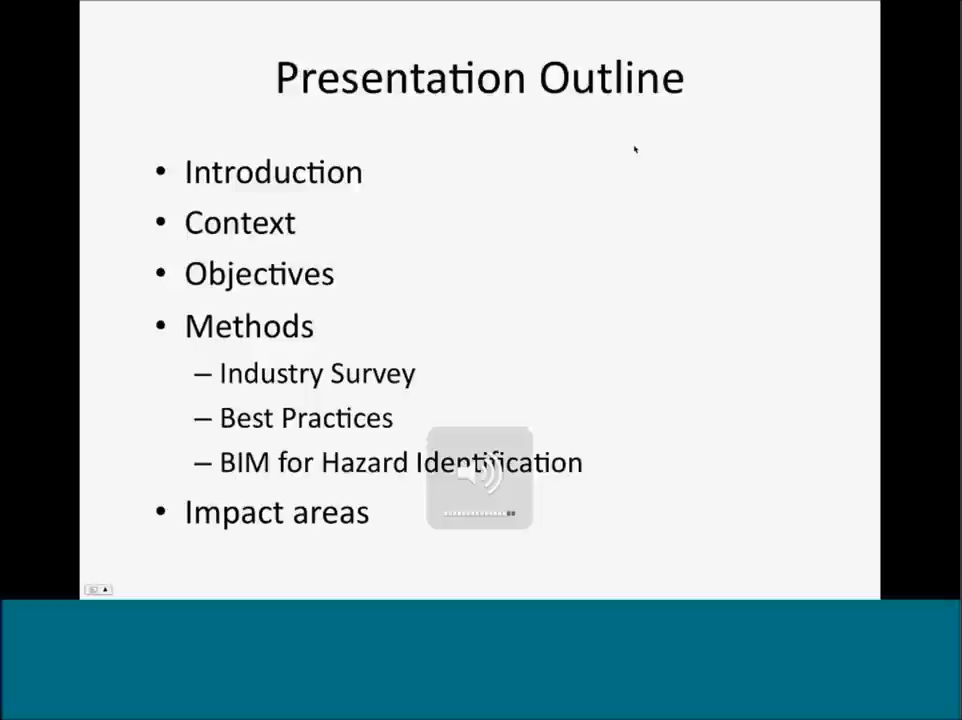 Presentation Outline
• Introduction
• Context
• Objectives
• Methods
– Industry Survey
– Best Practices
– BIM for Hazard Identification
• Impact areas